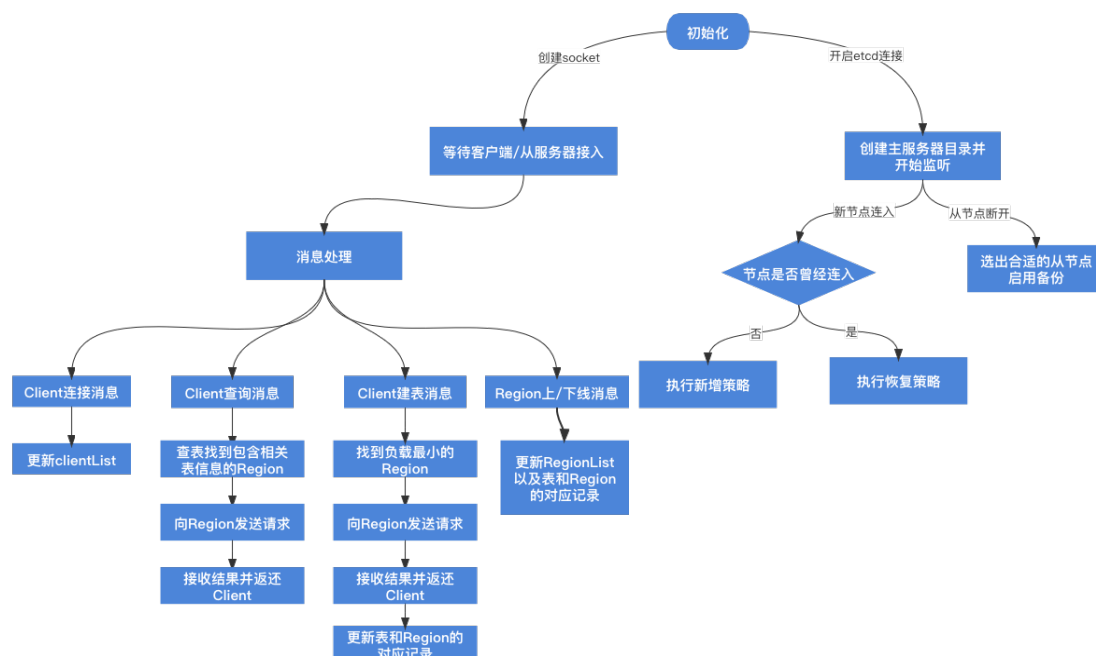 初始化
创建socket
开启etcd连接
等待客户端/从服务器接入
创建主服务器目录并
开始监听
新节点连入
从节点断开
消息处理
节点是否曾经连入
选出合适的从节点
启用备份
否
是
执行新增策略
执行恢复策略
Client连接消息
Client查询消息
Client建表消息
Region上/下线消息
更新clientList
查表找到包含相关
表信息的Region
找到负载最小的
Region
更新RegionList
以及表和Region
的对应记录
向Region发送请求
向Region发送请求
接收结果并返还
Client
接收结果并返还
Client
更新表和Region的
对应记录